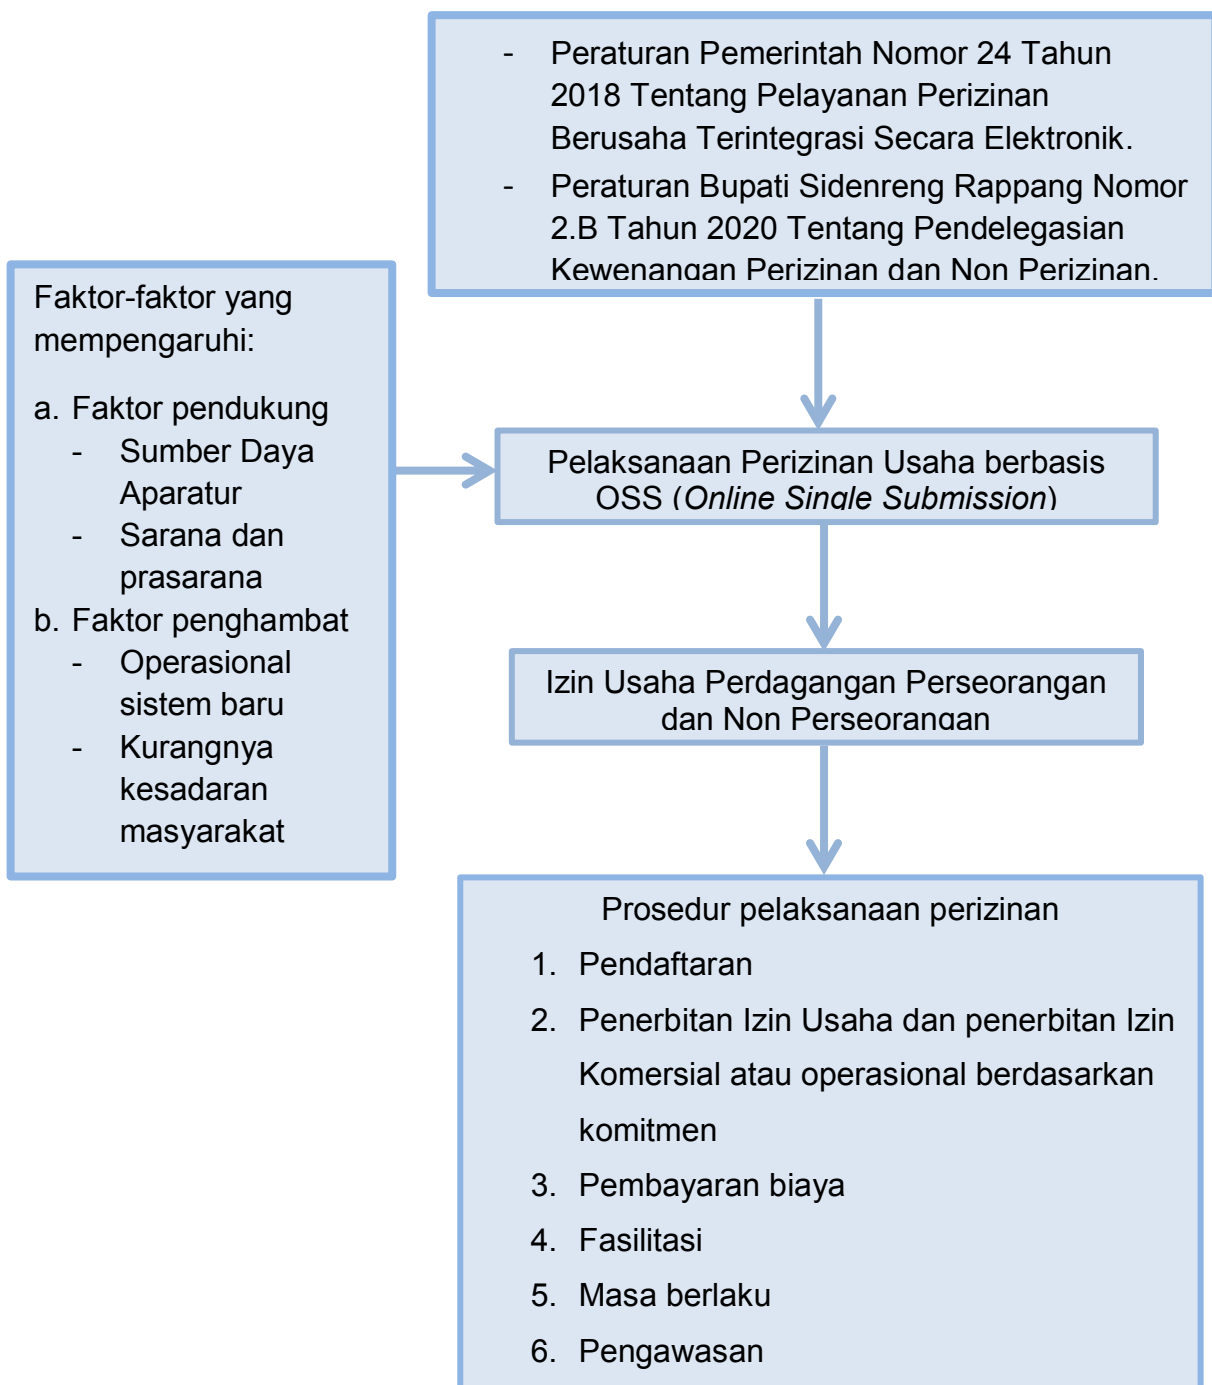 - Peraturan Pemerintah Nomor 24 Tahun
2018 Tentang Pelayanan Perizinan
Berusaha Terintegrasi Secara Elektronik.
- Peraturan Bupati Sidenreng Rappang Nomor
2.B Tahun 2020 Tentang Pendelegasian
Kewenangan Perizinan dan Non Perizinan.
Faktor-faktor yang
mempengaruhi:
a. Faktor pendukung
- Sumber Daya
Aparatur
- Sarana dan
prasarana
b. Faktor penghambat
- Operasional
sistem baru
- Kurangnya
kesadaran
masyarakat
Pelaksanaan Perizinan Usaha berbasis
OSS (Online Single Submission)
Izin Usaha Perdagangan Perseorangan
dan Non Perseorangan
Prosedur pelaksanaan perizinan
1. Pendaftaran
2. Penerbitan Izin Usaha dan penerbitan Izin
Komersial atau operasional berdasarkan
komitmen
3. Pembayaran biaya
4. Fasilitasi
5. Masa berlaku
6. Pengawasan